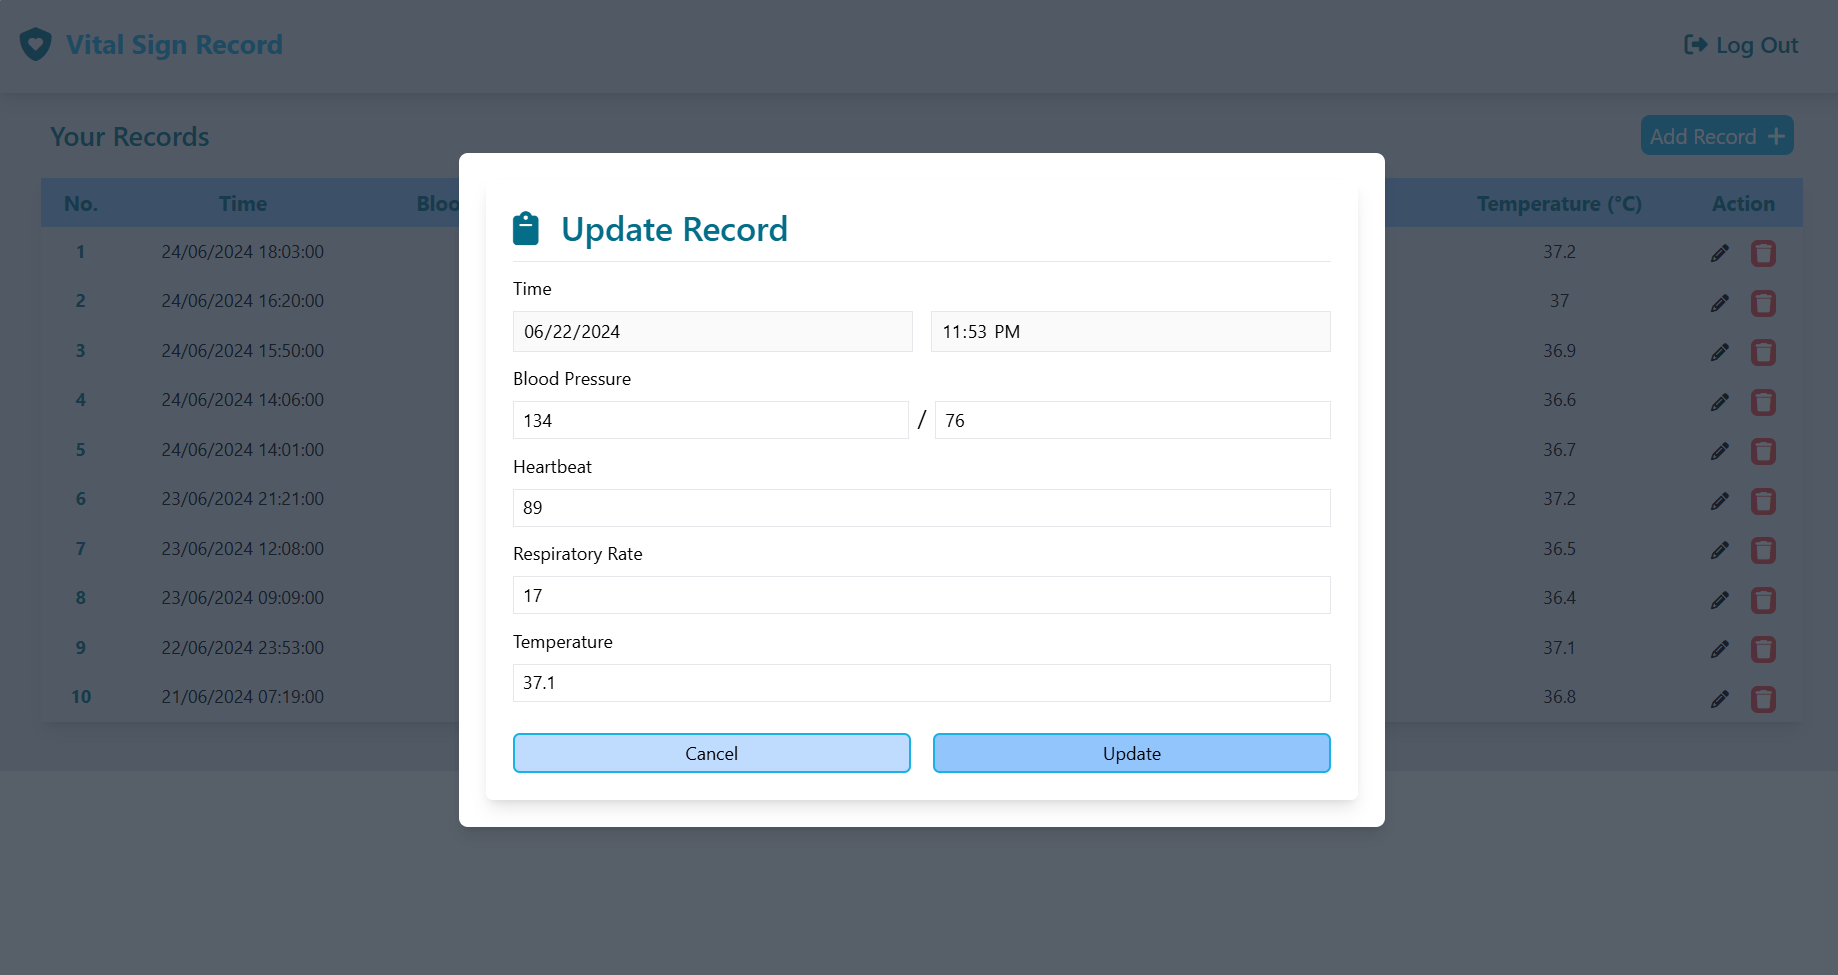 Vital Sign Record
Log Out
Your Records
Add Record
No. Time Bloo Temperature (°C) Action
1 24/06/2024 18:03:00 37.2
2 24/06/2024 16:20:00 37
3 24/06/2024 15:50:00 36.9
4 24/06/2024 14:06:00 36.6
5 24/06/2024 14:01:00 36.7
6 23/06/2024 21:21:00 37.2
7 23/06/2024 12:08:00 36.5
8 23/06/2024 09:09:00 36.4
9 22/06/2024 23:53:00 37.1
10 21/06/2024 07:19:00 36.8
Update Record
Time
06/22/2024 11:53 PM
Blood Pressure
134 / 76
Heartbeat
89
Respiratory Rate
17
Temperature
37.1
Cancel Update